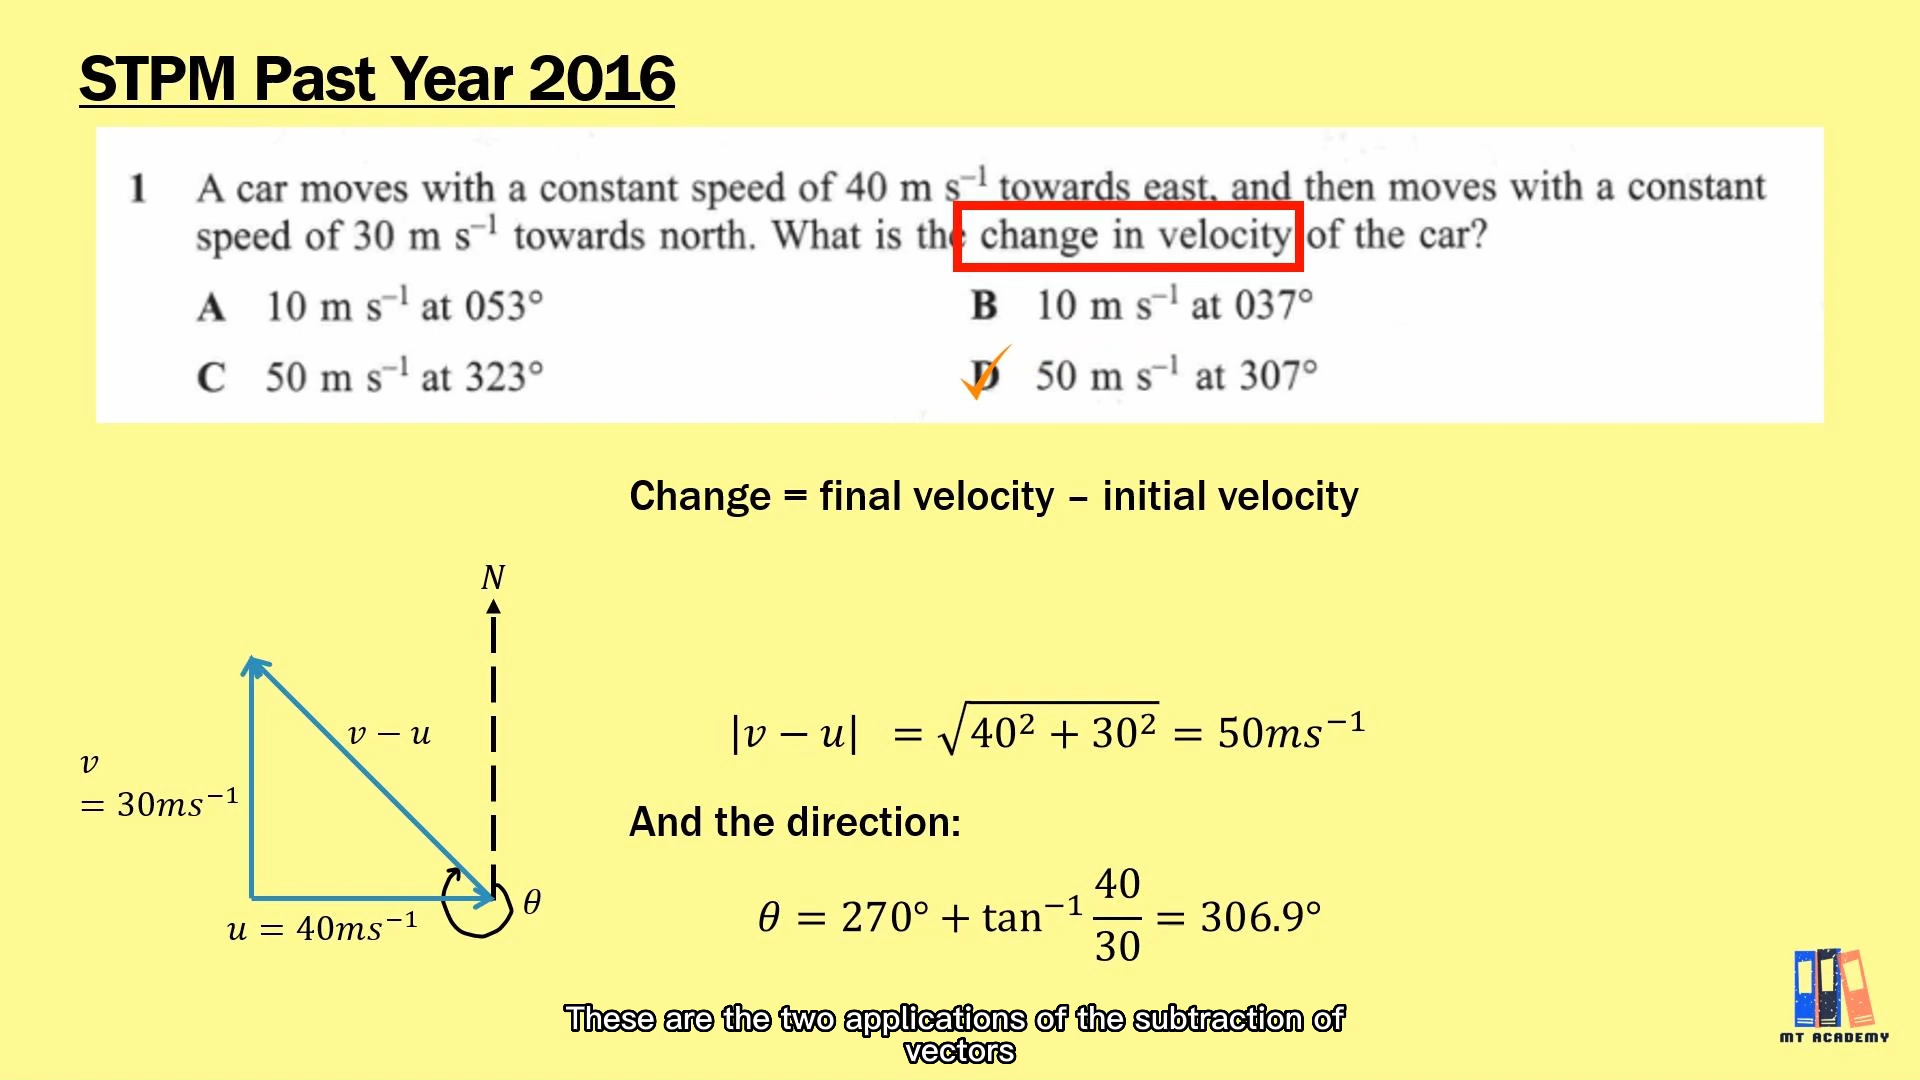 STPM Past Year 2016
1 A car moves with a constant speed of 40 m s⁻¹ towards east, and then moves with a constant
speed of 30 m s⁻¹ towards north. What is the change in velocity of the car?
A 10 m s⁻¹ at 053° B 10 m s⁻¹ at 037°
C 50 m s⁻¹ at 323° D 50 m s⁻¹ at 307°
Change = final velocity – initial velocity
N
v − u
v
= 30ms⁻¹
u = 40ms⁻¹
θ
|v − u| = √(40² + 30²) = 50ms⁻¹
And the direction:
θ = 270° + tan⁻¹ 40/30 = 306.9°
These are the two applications of the subtraction of
vectors
MT ACADEMY